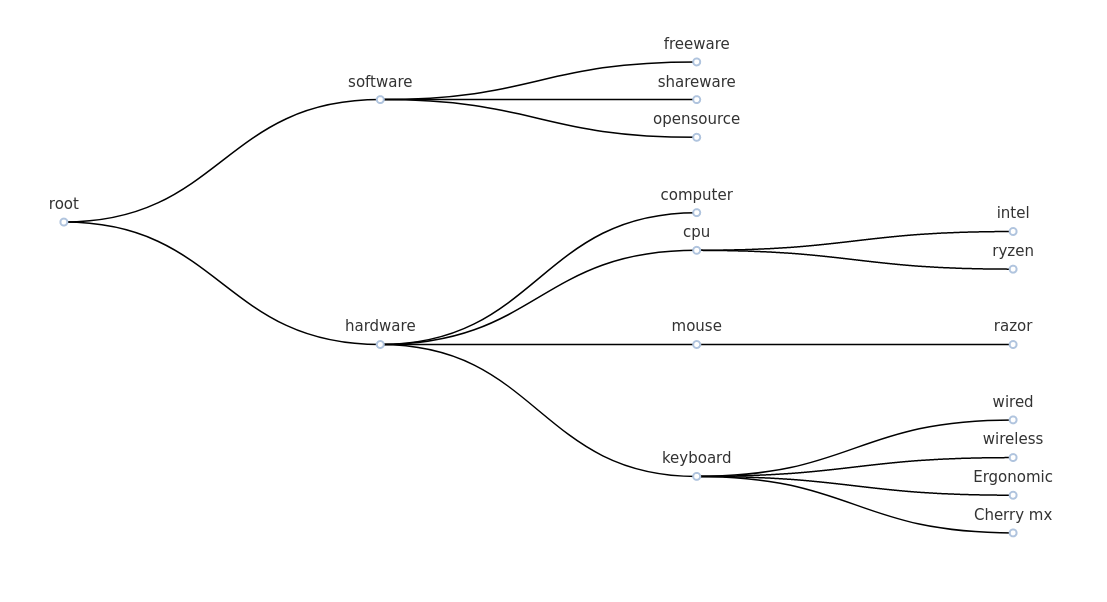 freeware
software
shareware
opensource
computer
root
intel
cpu
ryzen
hardware
mouse
razor
wired
wireless
keyboard
Ergonomic
Cherry mx